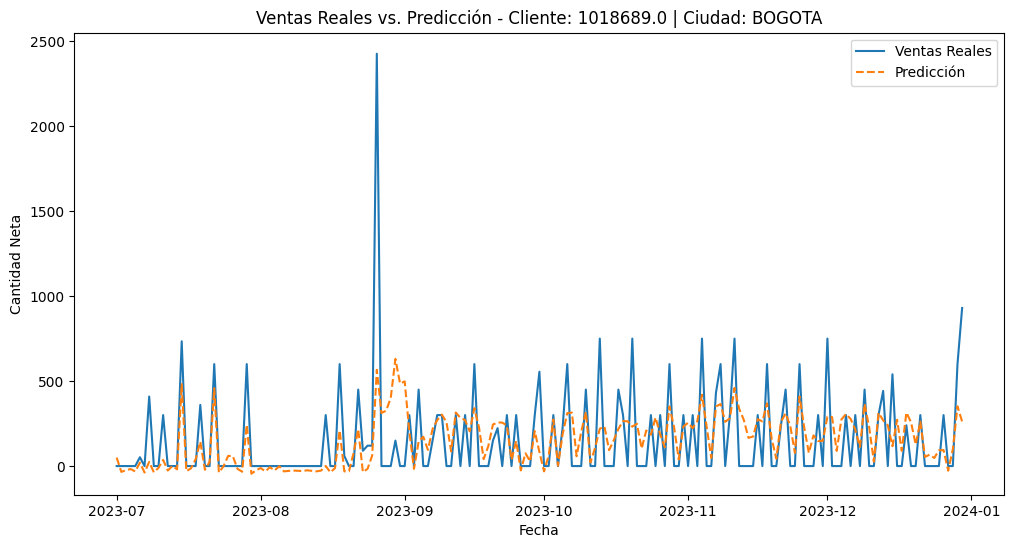 Ventas Reales vs. Predicción - Cliente: 1018689.0 | Ciudad: BOGOTA
Ventas Reales
Predicción
Cantidad Neta
2500
2000
1500
1000
500
0
2023-07
2023-08
2023-09
2023-10
2023-11
2023-12
2024-01
Fecha